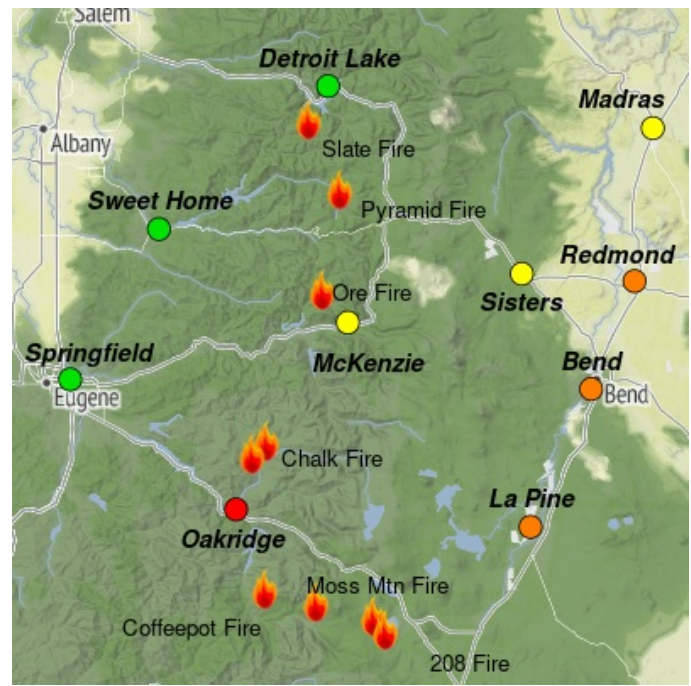 Salem
Detroit Lake
Madras
Albany
Slate Fire
Sweet Home
Pyramid Fire
Redmond
Ore Fire
Sisters
Springfield
McKenzie
Bend
Eugene
Bend
Chalk Fire
La Pine
Oakridge
Moss Mtn Fire
Coffeepot Fire
208 Fire